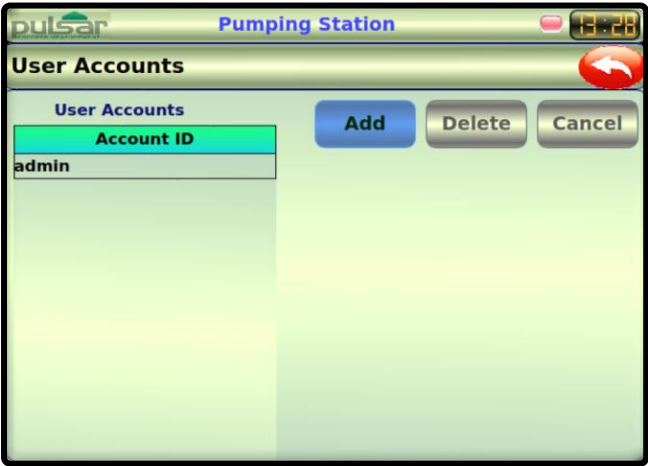 pulsar
Pumping Station
13:28
User Accounts
User Accounts
Account ID
admin
Add
Delete
Cancel